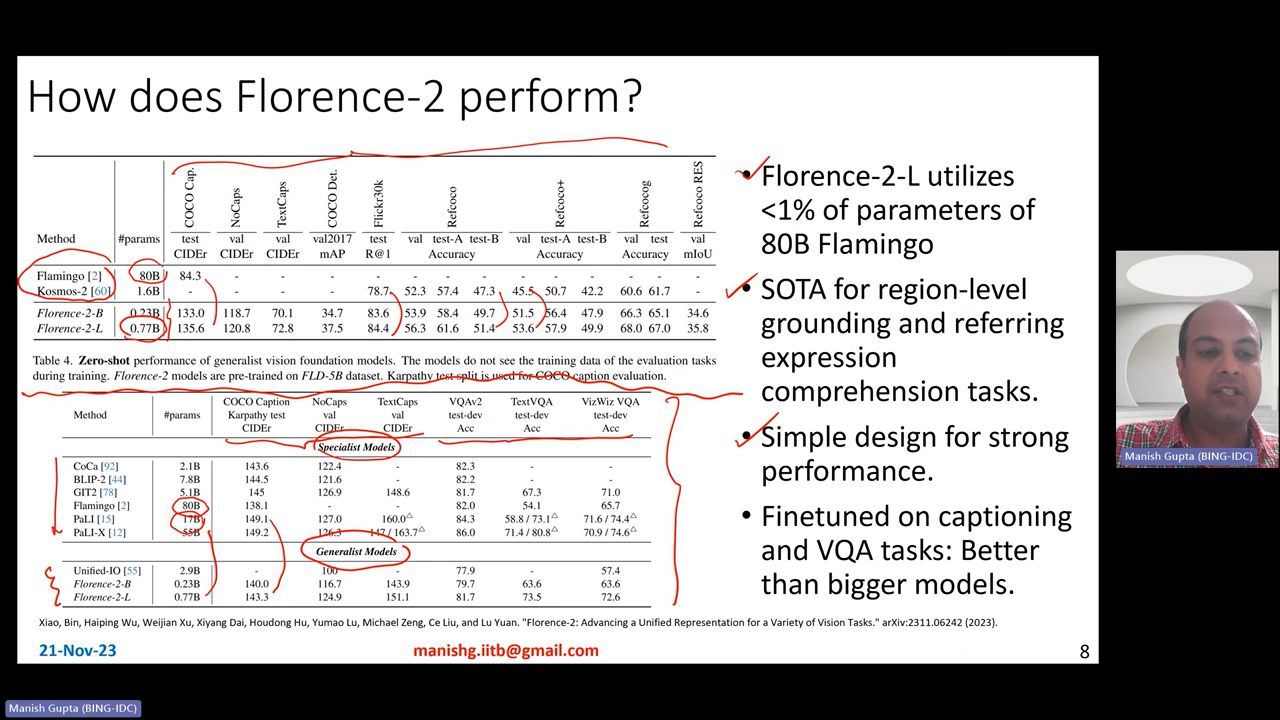 How does Florence-2 perform?
Method #params COCO Cap. NoCaps TextCaps COCO Det. Flickr30k Refcoco Refcoco+ Refcocog Refcoco RES
test val val val2017 test val test-A test-B val test-A test-B val test val
CIDEr CIDEr CIDEr mAP R@1 Accuracy Accuracy Accuracy mIoU
Flamingo [2] 80B 84.3 - - - - - - - - - - - - -
Kosmos-2 [60] 1.6B - - - - 78.7 52.3 57.4 47.3 45.5 50.7 42.2 60.6 61.7 -
Florence-2-B 0.23B 133.0 118.7 70.1 34.7 83.6 53.9 58.4 49.7 51.5 56.4 47.9 66.3 65.1 34.6
Florence-2-L 0.77B 135.6 120.8 72.8 37.5 84.4 56.3 61.6 51.4 53.6 57.9 49.9 68.0 67.0 35.8
Table 4. Zero-shot performance of generalist vision foundation models. The models do not see the training data of the evaluation tasks
during training. Florence-2 models are pre-trained on FLD-5B dataset. Karpathy test split is used for COCO caption evaluation.
COCO Caption NoCaps TextCaps VQAv2 TextVQA VizWiz VQA
Method #params Karpathy test val val test-dev test-dev test-dev
CIDEr CIDEr CIDEr Acc Acc Acc
Specialist Models
CoCa [92] 2.1B 143.6 122.4 - 82.3 - -
BLIP-2 [44] 7.8B 144.5 121.6 - 82.2 - -
GIT2 [78] 5.1B 145 126.9 148.6 81.7 67.3 71.0
Flamingo [2] 80B 138.1 - - 82.0 54.1 65.7
PaLI [15] 17B 149.1 127.0 160.0△ 84.3 58.8 / 73.1△ 71.6 / 74.4△
PaLI-X [12] 55B 149.2 126.3 147 / 163.7△ 86.0 71.4 / 80.8△ 70.9 / 74.6△
Generalist Models
Unified-IO [55] 2.9B - 100 - 77.9 - 57.4
Florence-2-B 0.23B 140.0 116.7 143.9 79.7 63.6 63.6
Florence-2-L 0.77B 143.3 124.9 151.1 81.7 73.5 72.6
• Florence-2-L utilizes
<1% of parameters of
80B Flamingo
• SOTA for region-level
grounding and referring
expression
comprehension tasks.
• Simple design for strong
performance.
• Finetuned on captioning
and VQA tasks: Better
than bigger models.
Xiao, Bin, Haiping Wu, Weijian Xu, Xiyang Dai, Houdong Hu, Yumao Lu, Michael Zeng, Ce Liu, and Lu Yuan. "Florence-2: Advancing a Unified Representation for a Variety of Vision Tasks." arXiv:2311.06242 (2023).
21-Nov-23
manishg.iitb@gmail.com
8
Manish Gupta (BING-IDC)
Manish Gupta (BING-IDC)